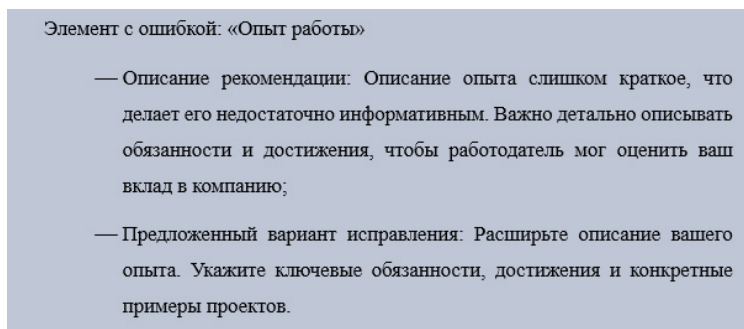 Элемент с ошибкой: «Опыт работы»
— Описание рекомендации: Описание опыта слишком краткое, что
делает его недостаточно информативным. Важно детально описывать
обязанности и достижения, чтобы работодатель мог оценить ваш
вклад в компанию;
— Предложенный вариант исправления: Расширьте описание вашего
опыта. Укажите ключевые обязанности, достижения и конкретные
примеры проектов.